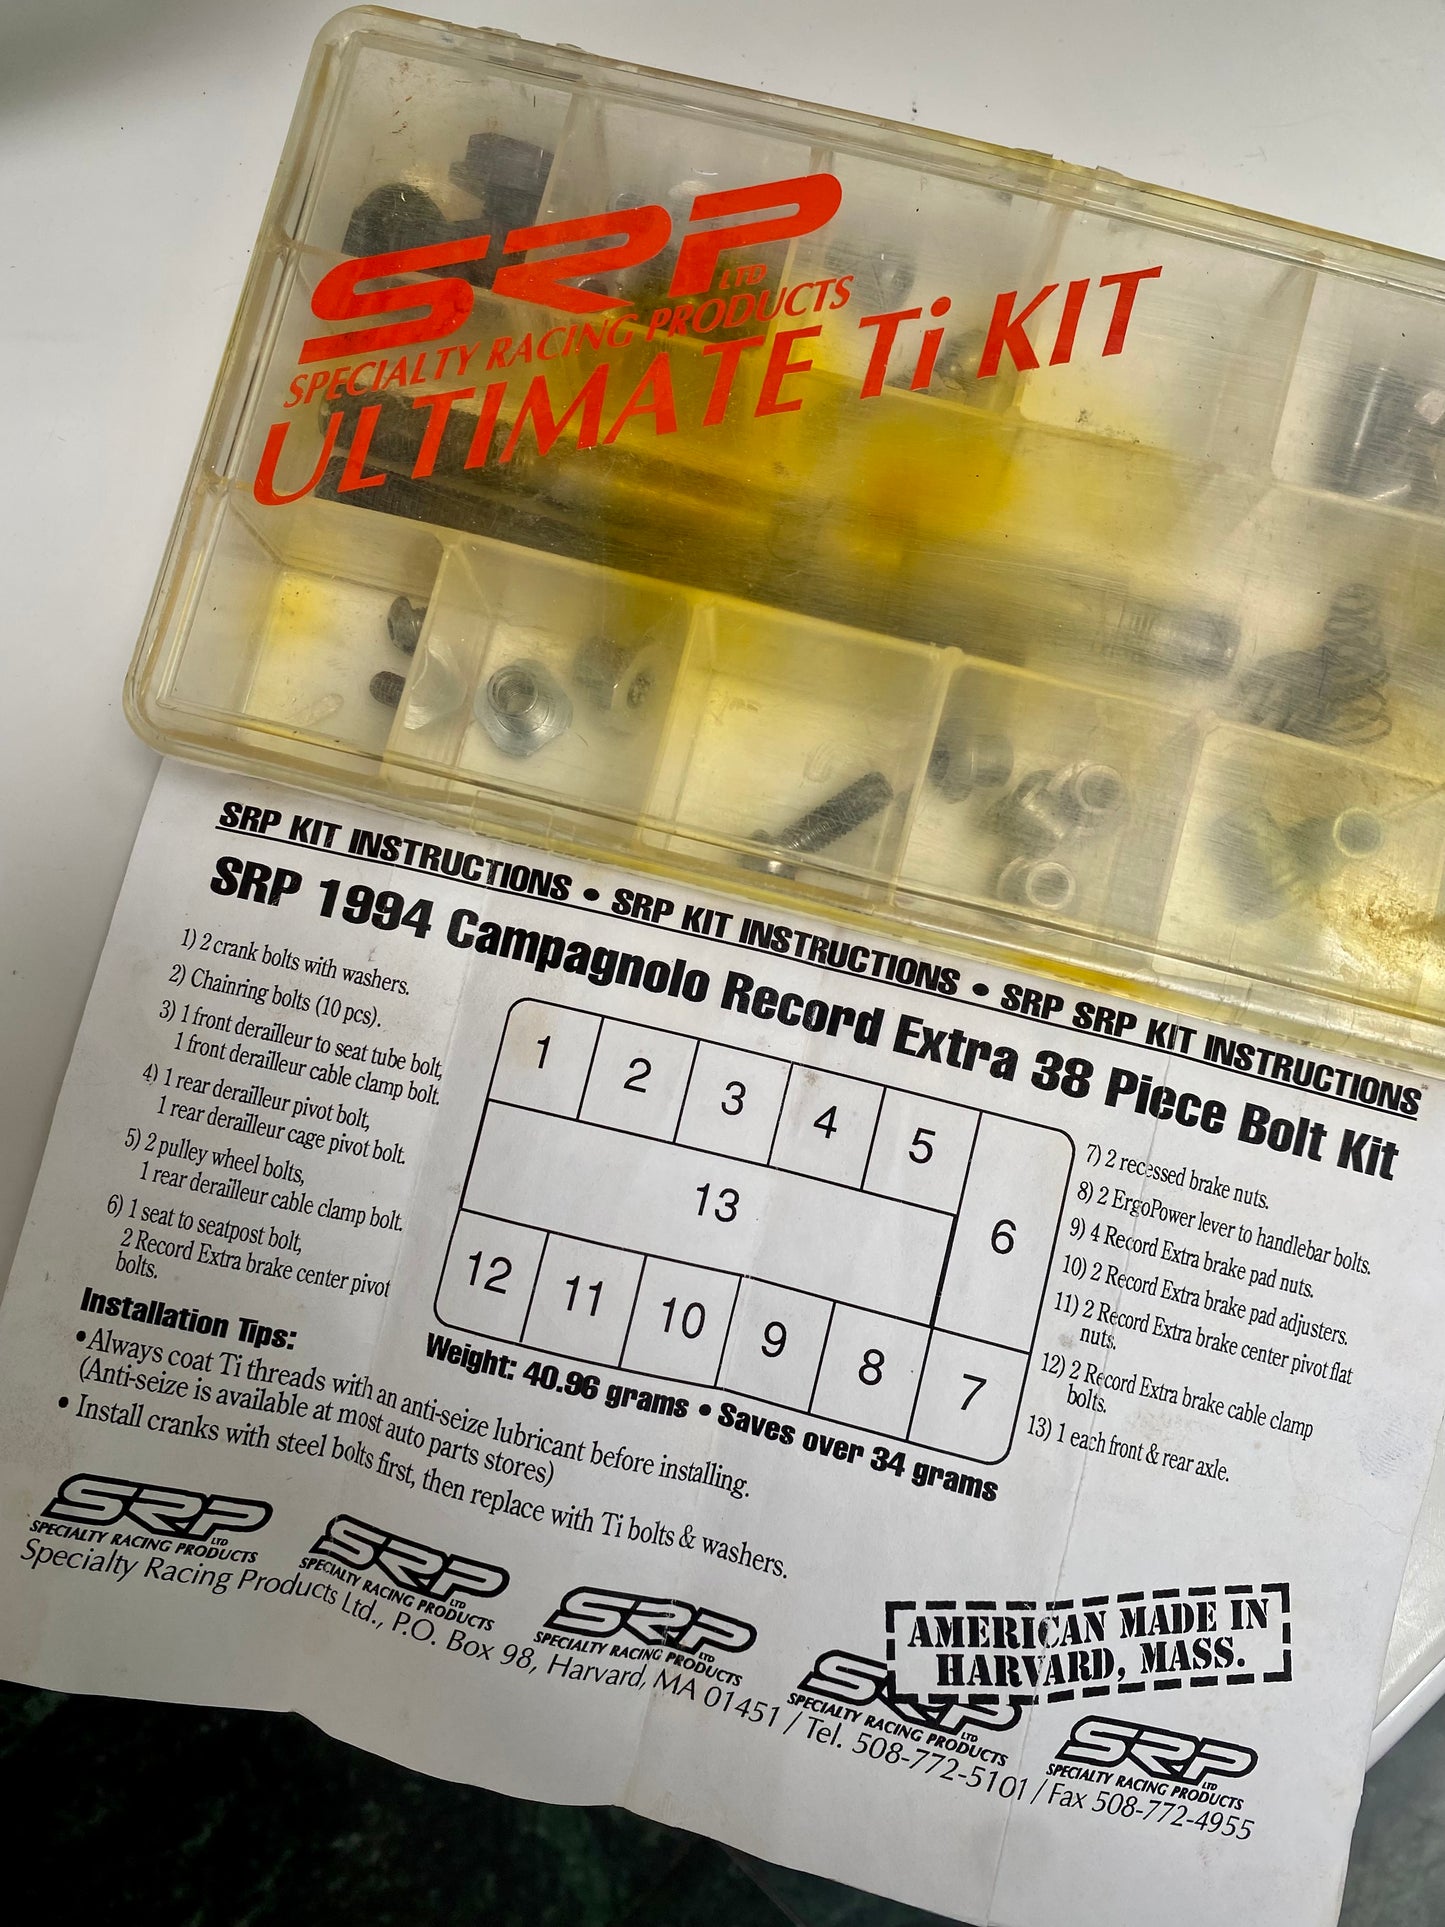 SRP
LTD
SPECIALTY RACING PRODUCTS
ULTIMATE Ti KIT
SRP KIT INSTRUCTIONS • SRP KIT INSTRUCTIONS • SRP SRP KIT INSTRUCTIONS
SRP 1994 Campagnolo Record Extra 38 Piece Bolt Kit
1) 2 crank bolts with washers.
2) Chainring bolts (10 pcs).
3) 1 front derailleur to seat tube bolt,
1 front derailleur cable clamp bolt.
4) 1 rear derailleur pivot bolt,
1 rear derailleur cage pivot bolt.
5) 2 pulley wheel bolts,
1 rear derailleur cable clamp bolt.
6) 1 seat to seatpost bolt,
2 Record Extra brake center pivot
bolts.
1 2 3 4 5
13 6
12 11 10 9 8 7
7) 2 recessed brake nuts.
8) 2 ErgoPower lever to handlebar bolts.
9) 4 Record Extra brake pad nuts.
10) 2 Record Extra brake pad adjusters.
11) 2 Record Extra brake center pivot flat
nuts.
12) 2 Record Extra brake cable clamp
bolts.
13) 1 each front & rear axle.
Weight: 40.96 grams • Saves over 34 grams
Installation Tips:
•Always coat Ti threads with an anti-seize lubricant before installing.
(Anti-seize is available at most auto parts stores)
• Install cranks with steel bolts first, then replace with Ti bolts & washers.
SRP
LTD
SPECIALTY RACING PRODUCTS
SRP
LTD
SPECIALTY RACING PRODUCTS
SRP
LTD
SPECIALTY RACING PRODUCTS
SRP
LTD
SPECIALTY RACING PRODUCTS
SRP
LTD
SPECIALTY RACING PRODUCTS
AMERICAN MADE IN
HARVARD, MASS.
Specialty Racing Products Ltd., P.O. Box 98, Harvard, MA 01451 / Tel. 508-772-5101 / Fax 508-772-4955